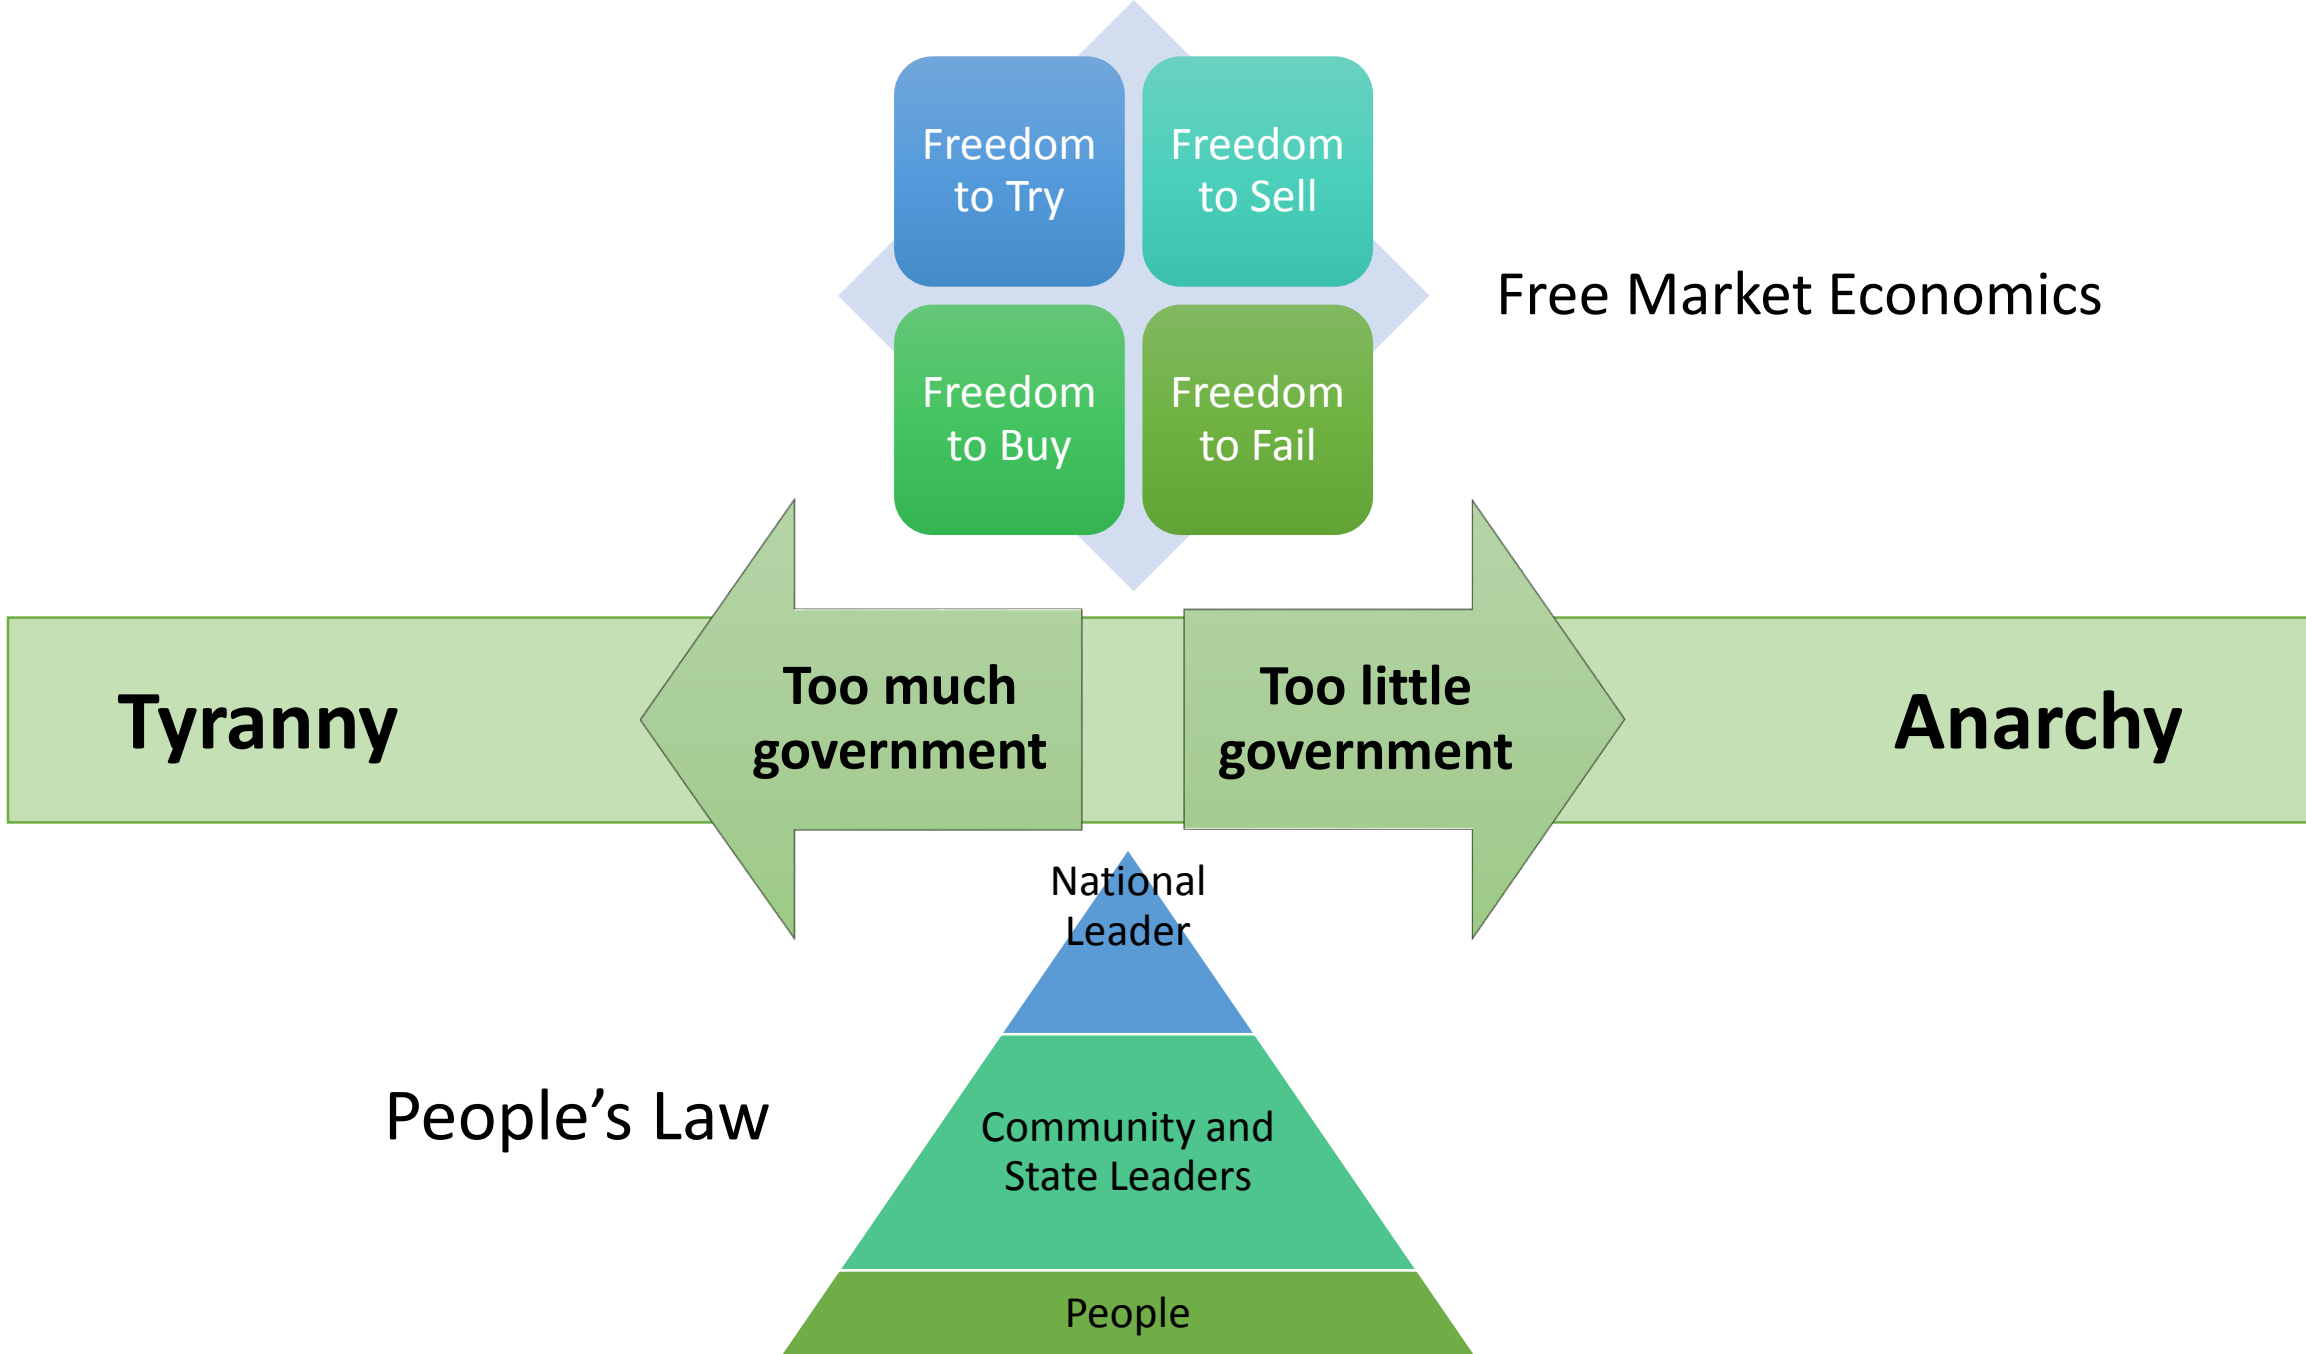 Freedom
to Try
Freedom
to Sell
Freedom
to Buy
Freedom
to Fail
Free Market Economics
Tyranny
Too much
government
Too little
government
Anarchy
National
Leader
People’s Law
Community and
State Leaders
People